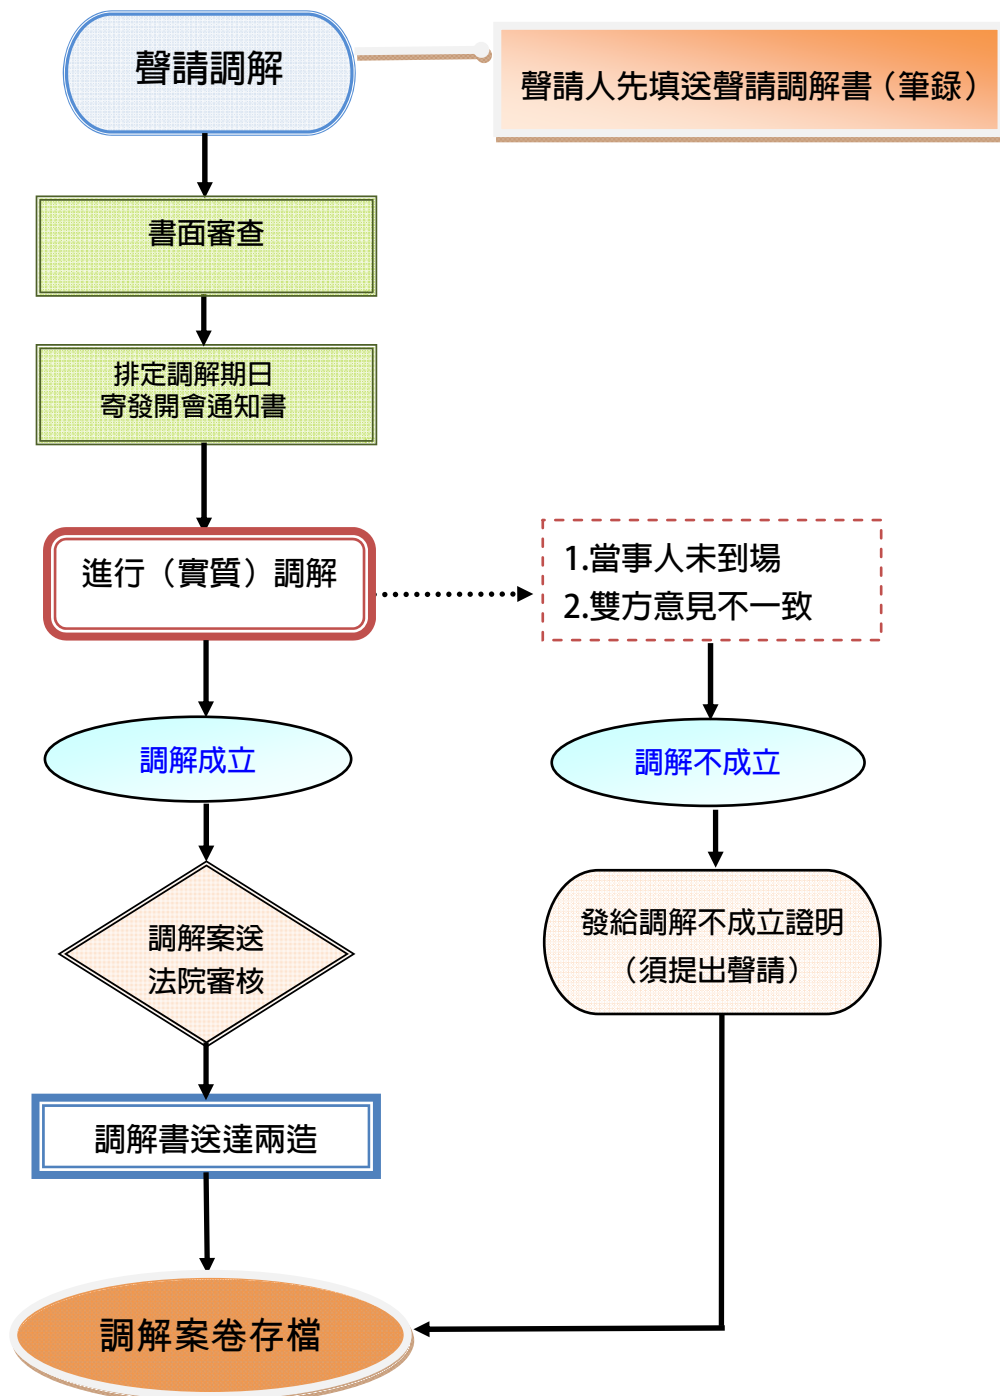 聲請調解
聲請人先填送聲請調解書（筆錄）
書面審查
排定調解期日
寄發開會通知書
進行（實質）調解
1.當事人未到場
2.雙方意見不一致
調解成立
調解不成立
調解案送
法院審核
發給調解不成立證明
（須提出聲請）
調解書送達兩造
調解案卷存檔